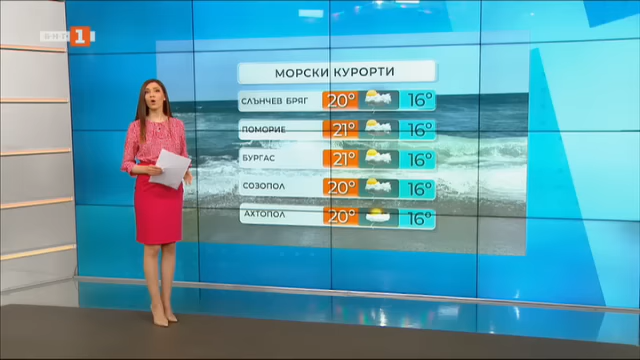 БНТ 1
МОРСКИ КУРОРТИ
СЛЪНЧЕВ БРЯГ 20° 16°
ПОМОРИЕ 21° 16°
БУРГАС 21° 16°
СОЗОПОЛ 20° 16°
АХТОПОЛ 20° 16°